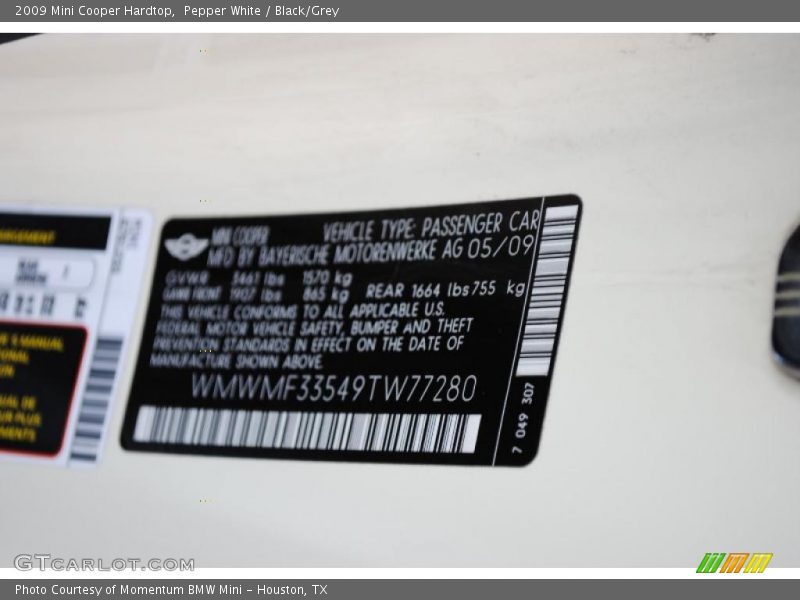 2009 Mini Cooper Hardtop,  Pepper White / Black/Grey
MINI COOPER
VEHICLE TYPE: PASSENGER CAR
MFD BY BAYERISCHE MOTORENWERKE AG 05/09
GVWR 3461 lbs 1570 kg
GAWR FRONT 1907 lbs 865 kg REAR 1664 lbs 755 kg
THIS VEHICLE CONFORMS TO ALL APPLICABLE U.S.
FEDERAL MOTOR VEHICLE SAFETY, BUMPER AND THEFT
PREVENTION STANDARDS IN EFFECT ON THE DATE OF
MANUFACTURE SHOWN ABOVE.
WMWMF33549TW77280
7 049 307
'S MANUAL
GTCARLOT.COM
Photo Courtesy of Momentum BMW Mini - Houston, TX